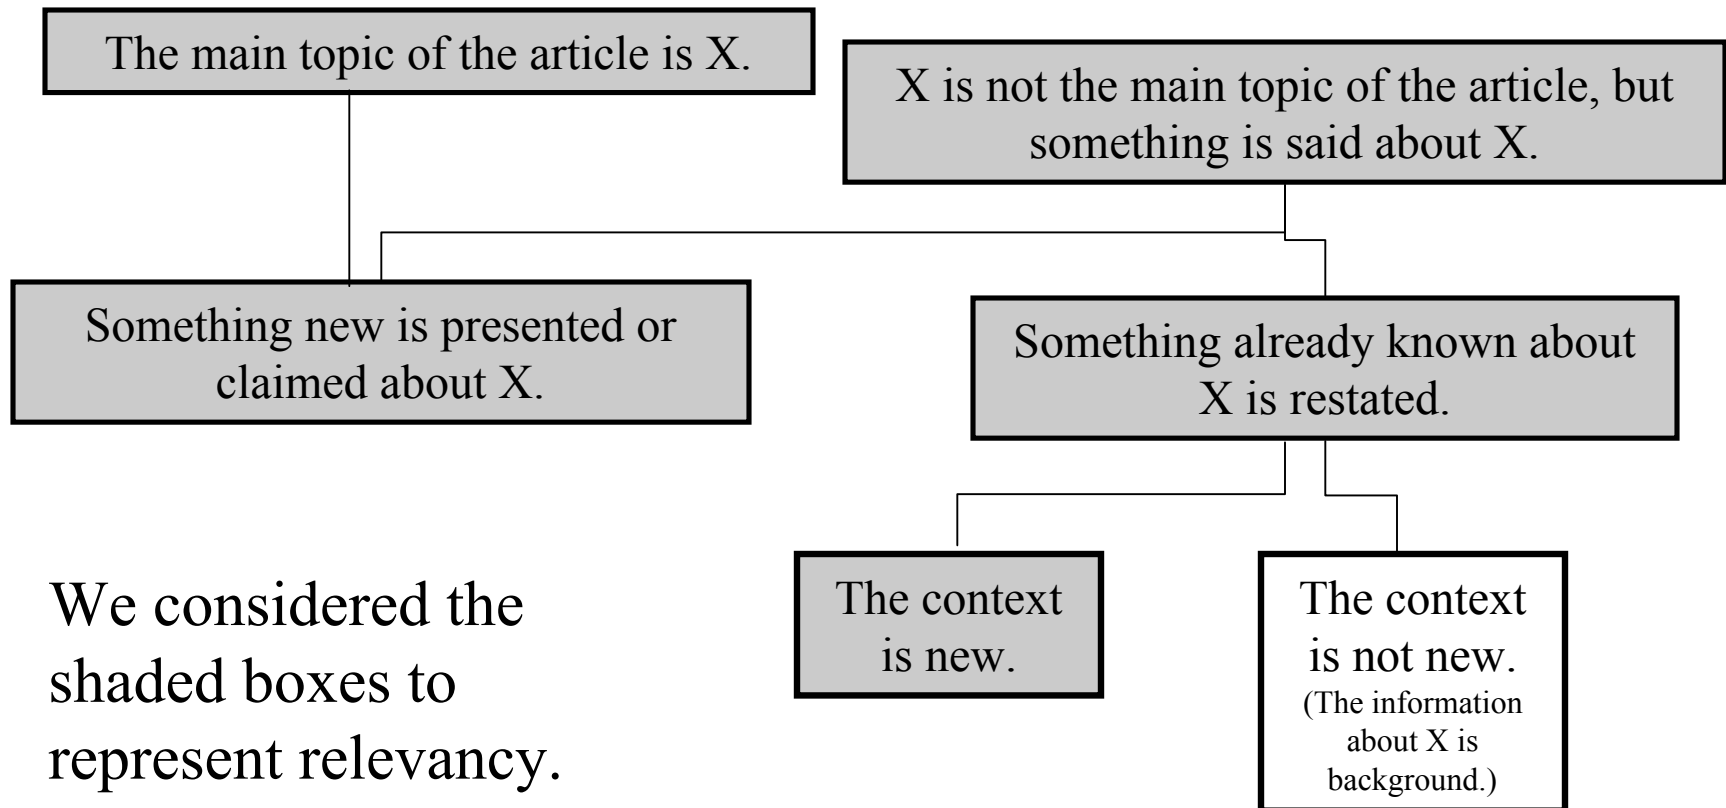 The main topic of the article is X.
X is not the main topic of the article, but
something is said about X.
Something new is presented or
claimed about X.
Something already known about
X is restated.
The context
is new.
The context
is not new.
(The information
about X is
background.)
We considered the
shaded boxes to
represent relevancy.